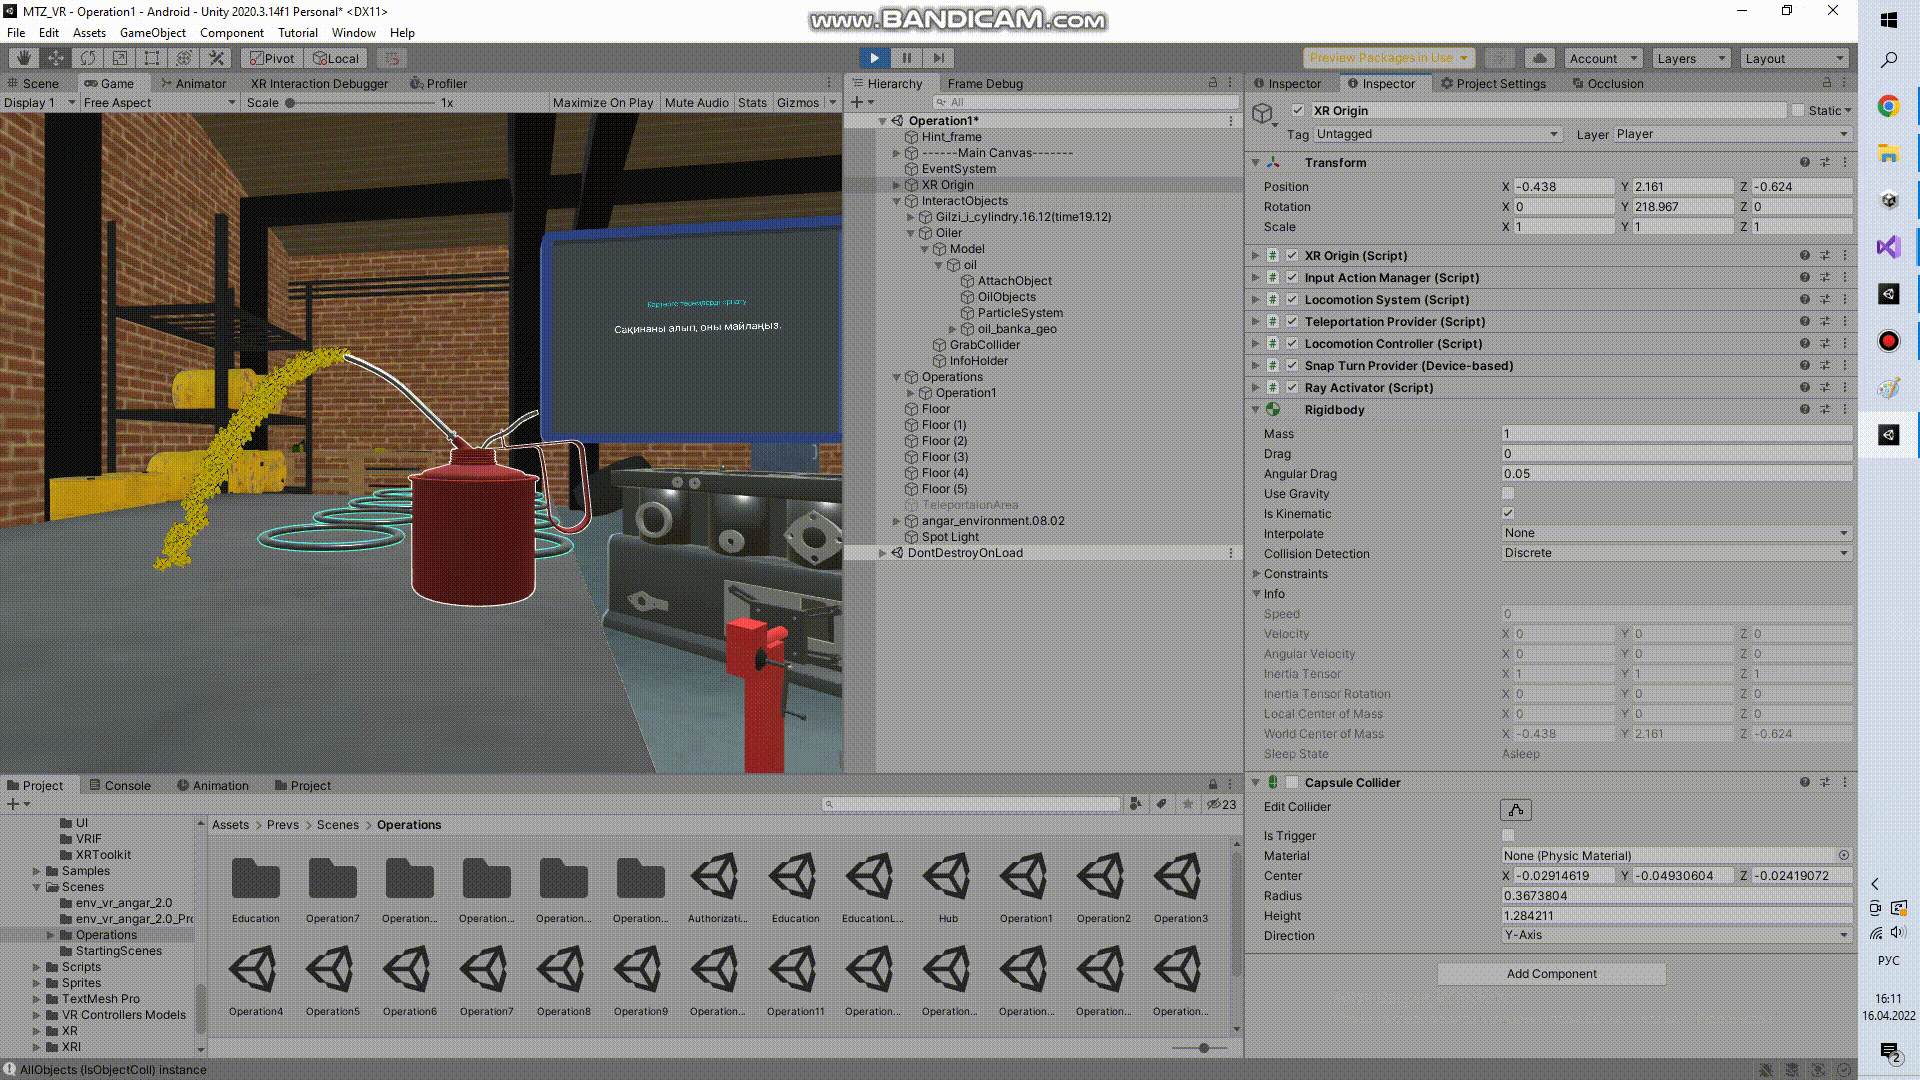 MTZ_VR - Operation1 - Android - Unity 2020.3.14f1 Personal* <DX11>
www.BANDICAM.com
File Edit Assets GameObject Component Tutorial Window Help
Pivot Local
Preview Packages in Use
Account Layers Layout
Scene Game Animator XR Interaction Debugger Profiler
Display 1 Free Aspect Scale 1x Maximize On Play Mute Audio Stats Gizmos
Сақинаны алып, оны майлаңыз.
Hierarchy Frame Debug
All
Operation1*
Hint_frame
------Main Canvas-------
EventSystem
XR Origin
InteractObjects
Gilzi_i_cylindry.16.12(time19.12)
Oiler
Model
oil
AttachObject
OilObjects
ParticleSystem
oil_banka_geo
GrabCollider
InfoHolder
Operations
Operation1
Floor
Floor (1)
Floor (2)
Floor (3)
Floor (4)
Floor (5)
TeleportaionArea
angar_environment.08.02
Spot Light
DontDestroyOnLoad
Inspector Inspector Project Settings Occlusion
XR Origin Static
Tag Untagged Layer Player
Transform
Position X -0.438 Y 2.161 Z -0.624
Rotation X 0 Y 218.967 Z 0
Scale X 1 Y 1 Z 1
XR Origin (Script)
Input Action Manager (Script)
Locomotion System (Script)
Teleportation Provider (Script)
Locomotion Controller (Script)
Snap Turn Provider (Device-based)
Ray Activator (Script)
Rigidbody
Mass 1
Drag 0
Angular Drag 0.05
Use Gravity
Is Kinematic
Interpolate None
Collision Detection Discrete
Constraints
Info
Speed 0
Velocity X 0 Y 0 Z 0
Angular Velocity X 0 Y 0 Z 0
Inertia Tensor X 1 Y 1 Z 1
Inertia Tensor Rotation X 0 Y 0 Z 0
Local Center of Mass X 0 Y 0 Z 0
World Center of Mass X -0.438 Y 2.161 Z -0.624
Sleep State Asleep
Capsule Collider
Edit Collider
Is Trigger
Material None (Physic Material)
Center X -0.02914619 Y -0.04930604 Z -0.02419072
Radius 0.3673804
Height 1.284211
Direction Y-Axis
Add Component
Project Console Animation Project
23
UI
VRIF
XRToolkit
Samples
Scenes
env_vr_angar_2.0
env_vr_angar_2.0_Pro
Operations
StartingScenes
Scripts
Sprites
TextMesh Pro
VR Controllers Models
XR
XRI
Assets > Prevs > Scenes > Operations
Education Operation7 Operation... Operation... Operation... Operation... Authorizati... Education EducationL... Hub Operation1 Operation2 Operation3
Operation4 Operation5 Operation6 Operation7 Operation8 Operation9 Operation... Operation11 Operation... Operation... Operation... Operation... Operation...
AllObjects (IsObjectColl) instance
РУС
16:11
16.04.2022
2